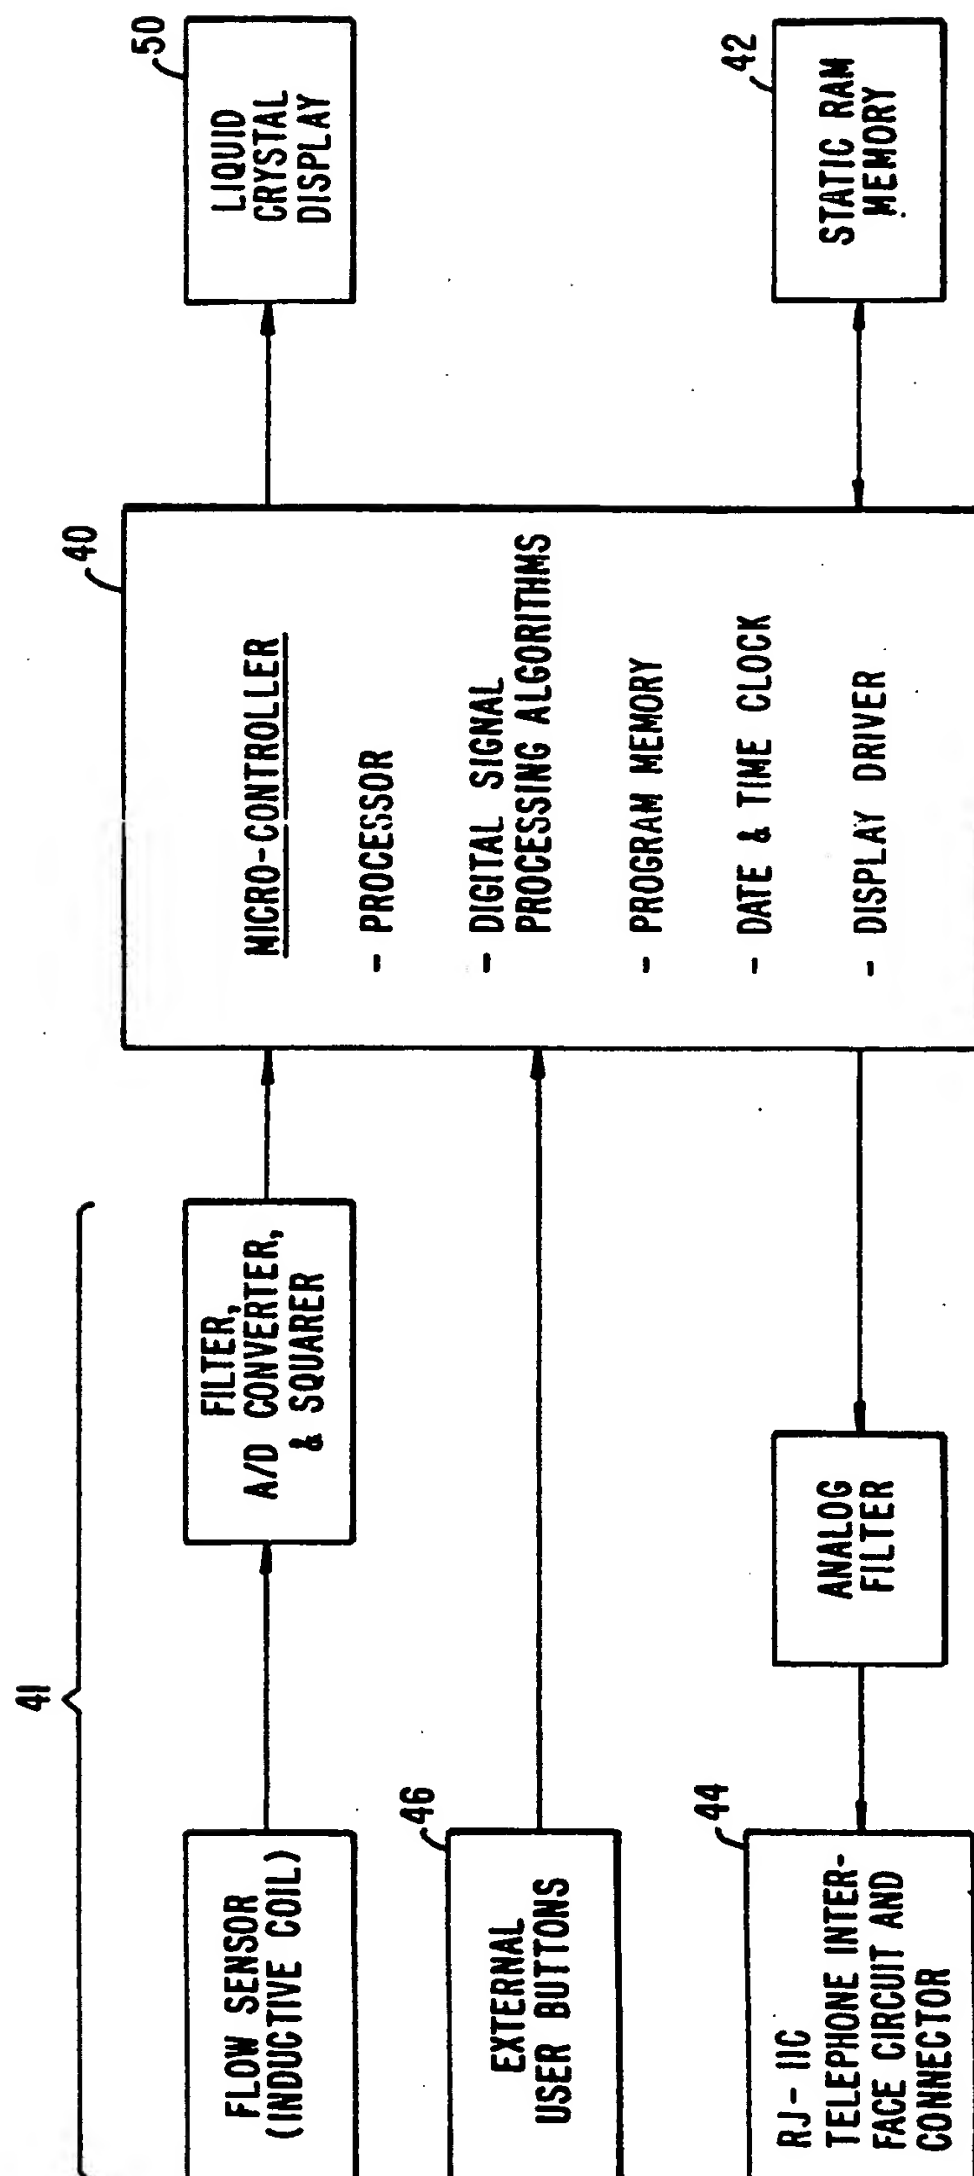 41
FLOW SENSOR
(INDUCTIVE COIL)
FILTER,
A/D CONVERTER,
& SQUARER
46
EXTERNAL
USER BUTTONS
44
RJ-11C
TELEPHONE INTER-
FACE CIRCUIT AND
CONNECTOR
ANALOG
FILTER
40
MICRO-CONTROLLER
- PROCESSOR
- DIGITAL SIGNAL
PROCESSING ALGORITHMS
- PROGRAM MEMORY
- DATE & TIME CLOCK
- DISPLAY DRIVER
50
LIQUID
CRYSTAL
DISPLAY
42
STATIC RAM
MEMORY